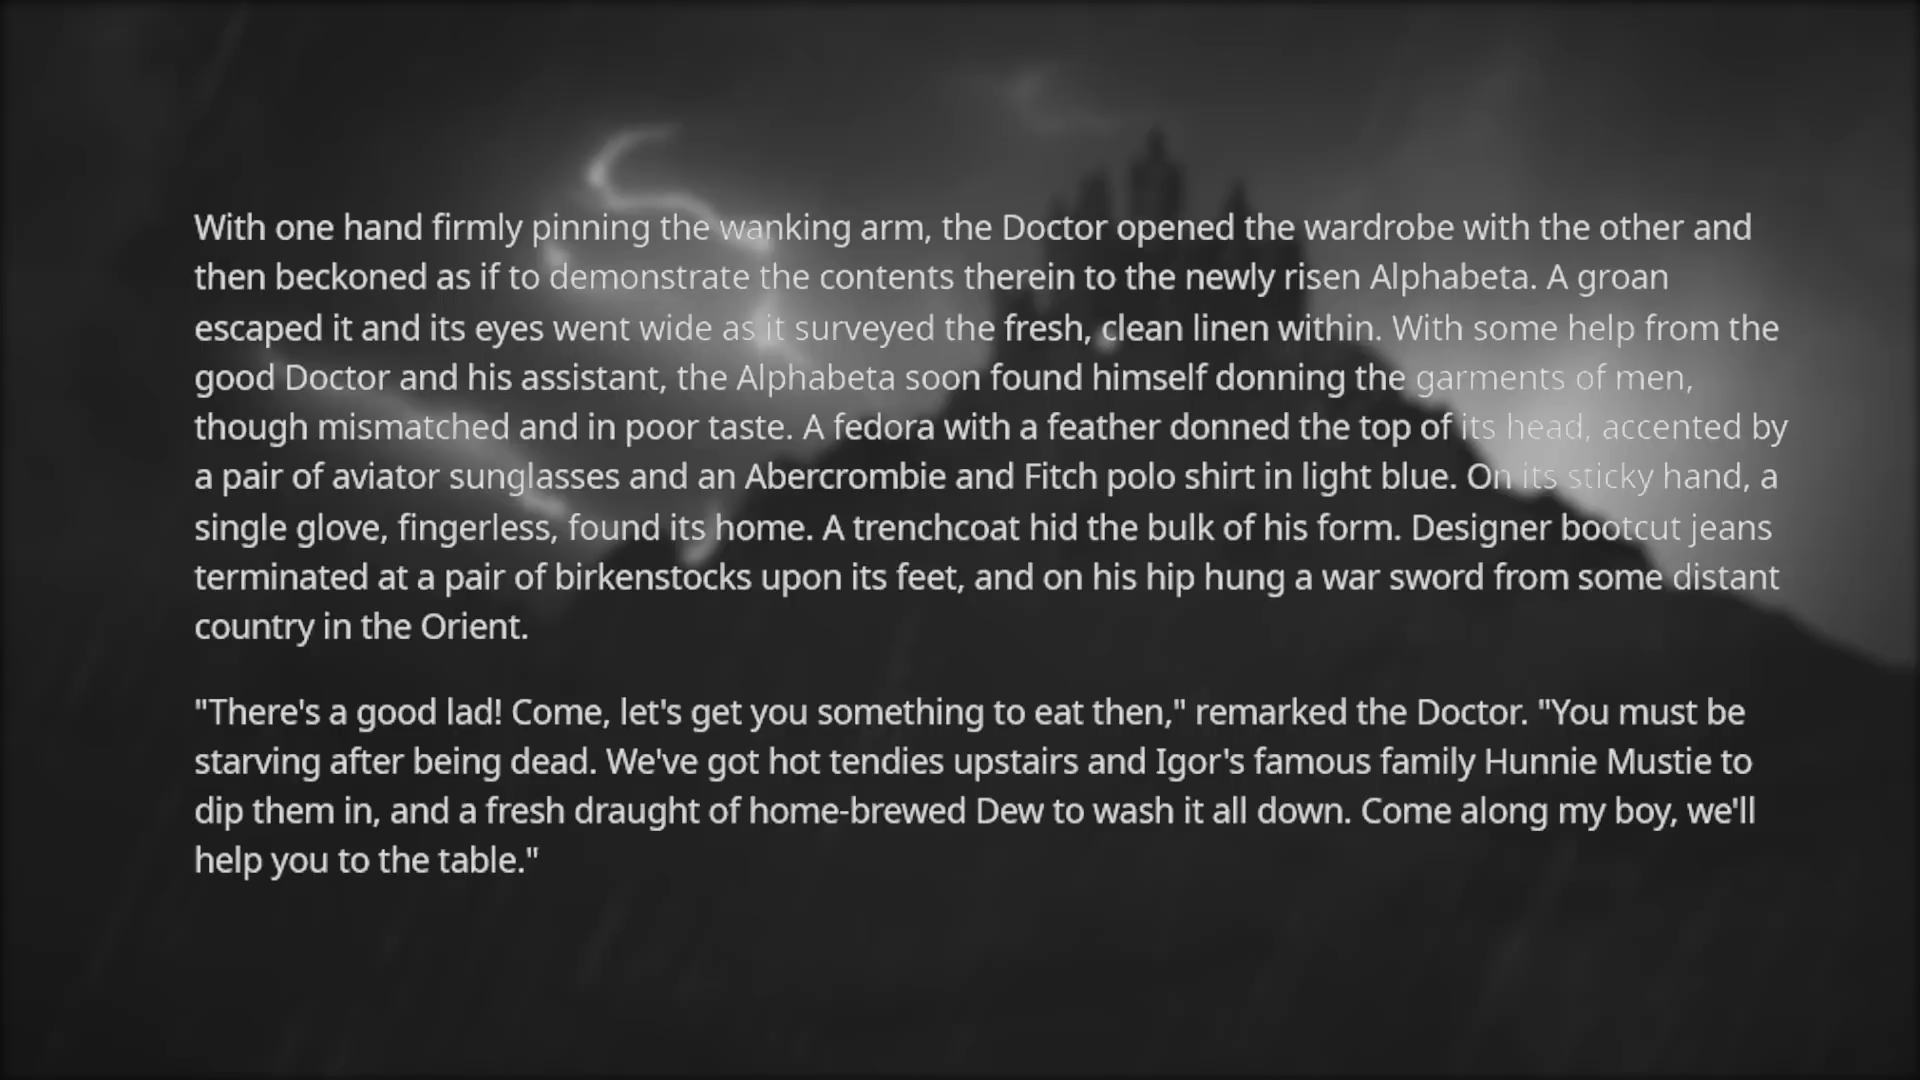 With one hand firmly pinning the wanking arm, the Doctor opened the wardrobe with the other and
then beckoned as if to demonstrate the contents therein to the newly risen Alphabeta. A groan
escaped it and its eyes went wide as it surveyed the fresh, clean linen within. With some help from the
good Doctor and his assistant, the Alphabeta soon found himself donning the garments of men,
though mismatched and in poor taste. A fedora with a feather donned the top of its head, accented by
a pair of aviator sunglasses and an Abercrombie and Fitch polo shirt in light blue. On its sticky hand, a
single glove, fingerless, found its home. A trenchcoat hid the bulk of his form. Designer bootcut jeans
terminated at a pair of birkenstocks upon its feet, and on his hip hung a war sword from some distant
country in the Orient.
"There's a good lad! Come, let's get you something to eat then," remarked the Doctor. "You must be
starving after being dead. We've got hot tendies upstairs and Igor's famous family Hunnie Mustie to
dip them in, and a fresh draught of home-brewed Dew to wash it all down. Come along my boy, we'll
help you to the table."